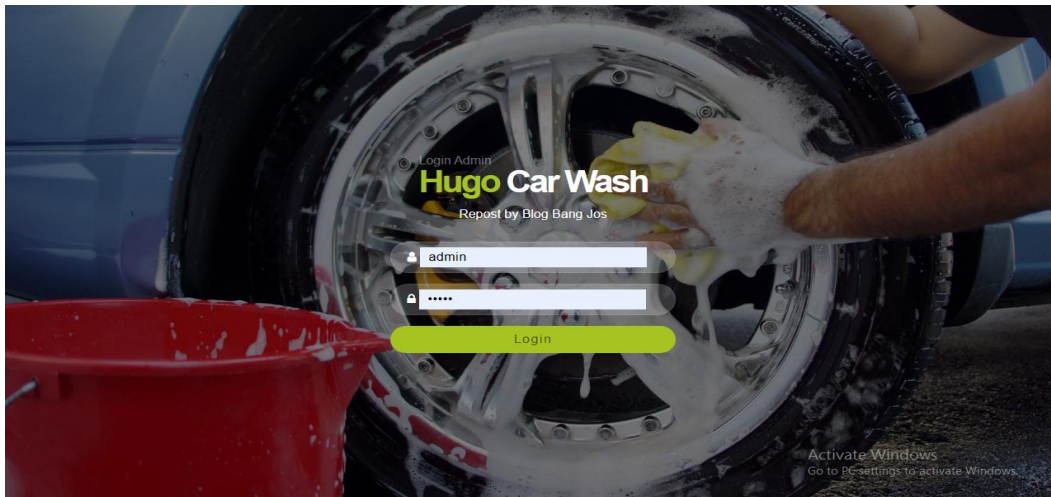 Login Admin
Hugo Car Wash
Repost by Blog Bang Jos
admin
•••••
Login
Activate Windows
Go to PC settings to activate Windows.